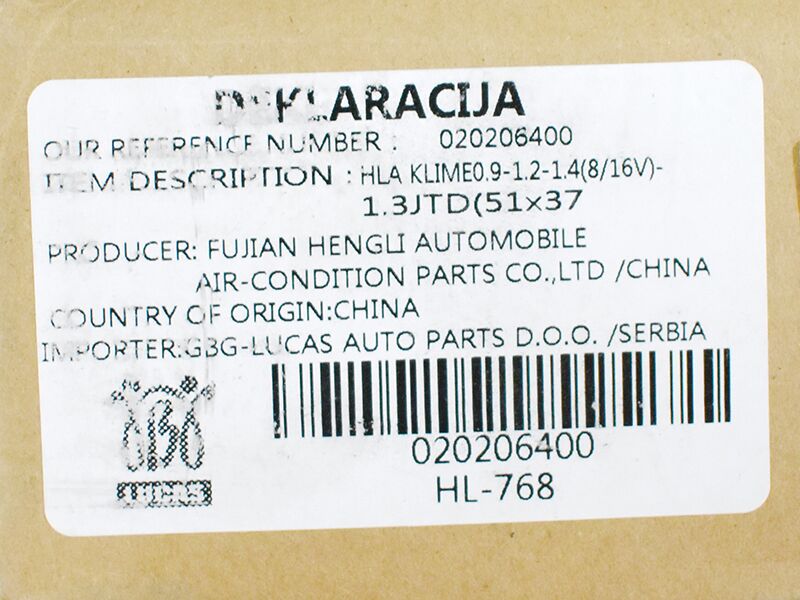 DEKLARACIJA
OUR REFERENCE NUMBER : 020206400
ITEM DESCRIPTION : HLA KLIME0.9-1.2-1.4(8/16V)-
1.3JTD(51x37
PRODUCER: FUJIAN HENGLI AUTOMOBILE
AIR-CONDITION PARTS CO.,LTD /CHINA
COUNTRY OF ORIGIN:CHINA
IMPORTER:GBG-LUCAS AUTO PARTS D.O.O. /SERBIA
LUCAS
020206400
HL-768